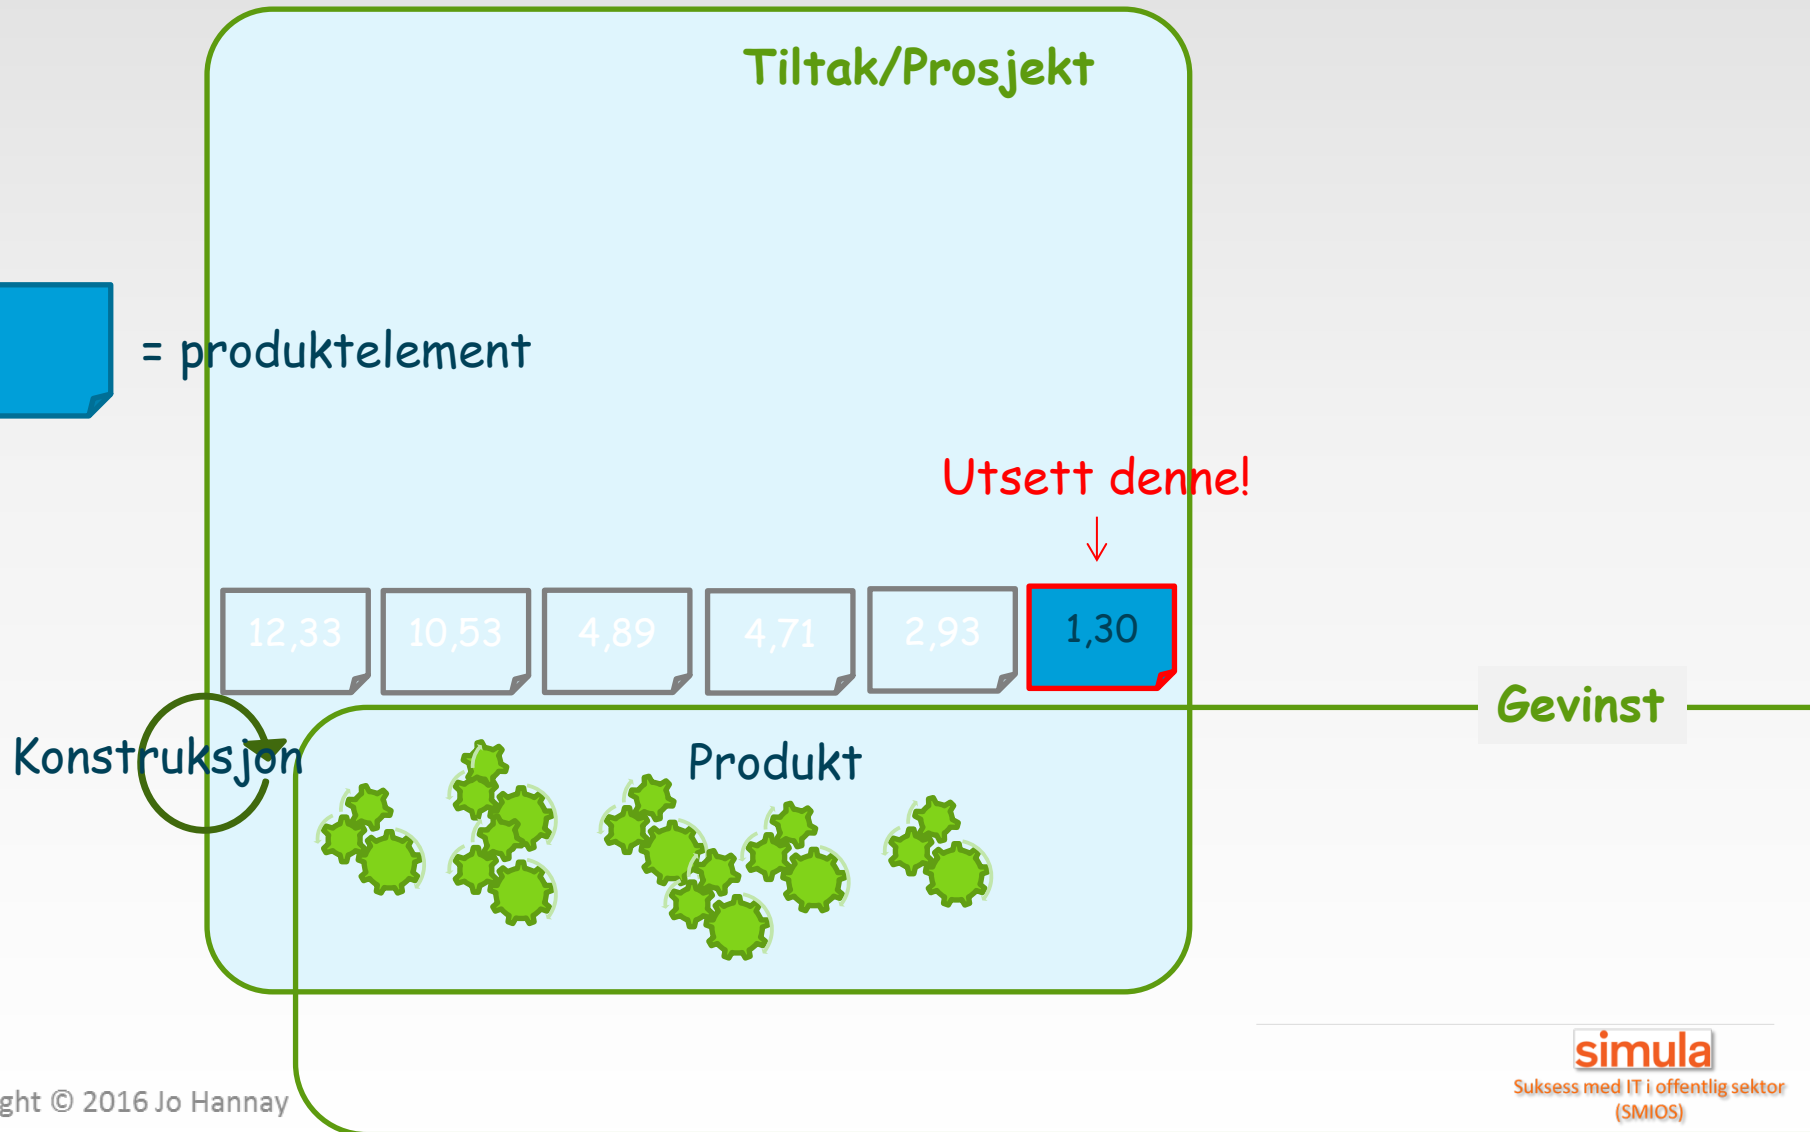 Tiltak/Prosjekt
= produktelement
Utsett denne!
12,33 10,53 4,89 4,71 2,93 1,30
Gevinst
Konstruksjon
Produkt
simula
Suksess med IT i offentlig sektor
(SMIOS)
ght © 2016 Jo Hannay